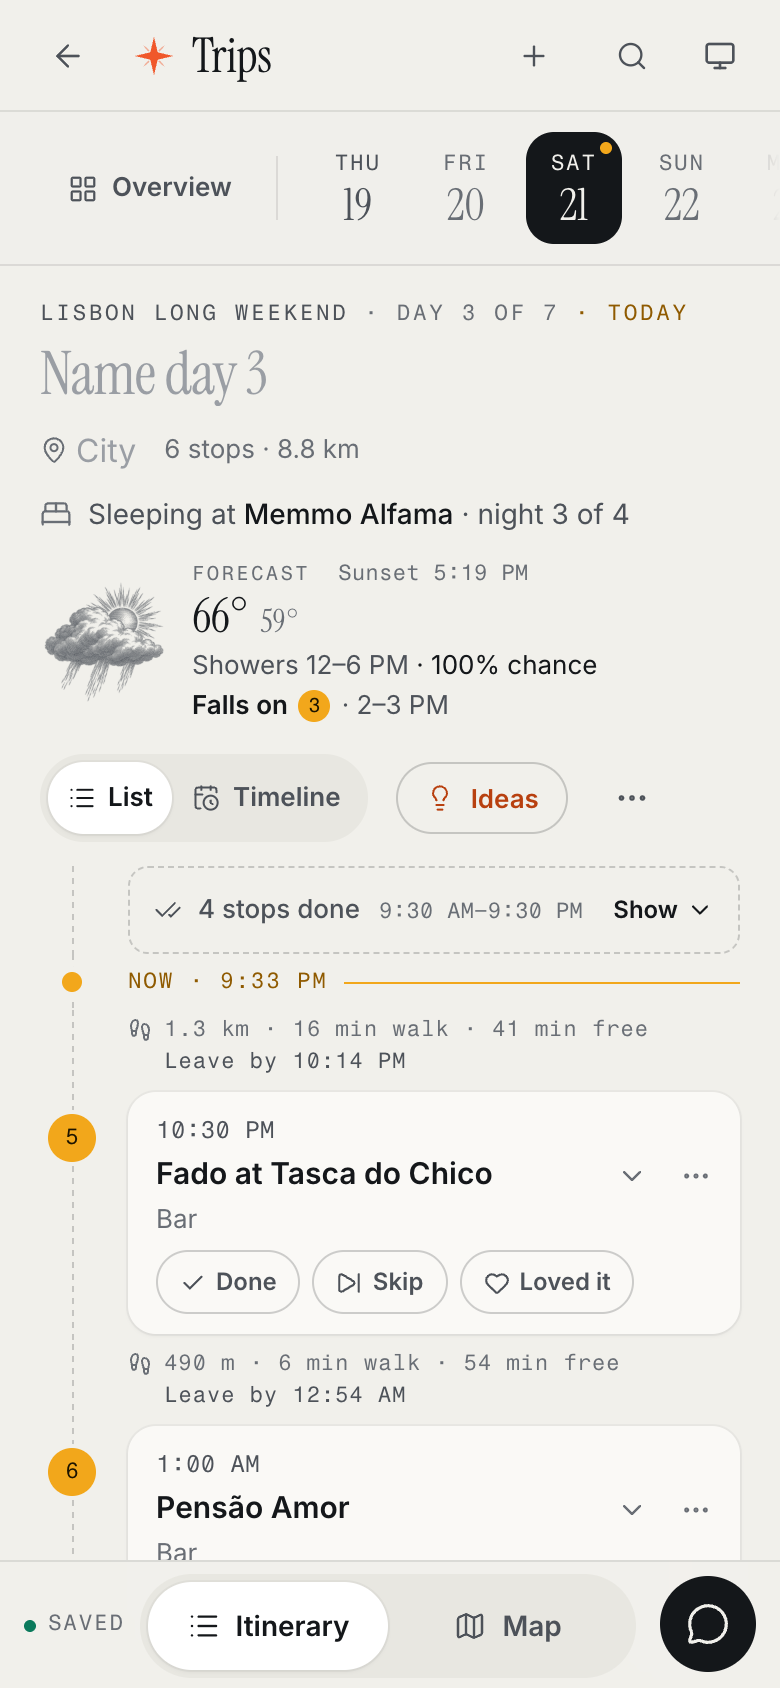 Trips
Overview
THU
19
FRI
20
SAT
21
SUN
22
LISBON LONG WEEKEND · DAY 3 OF 7 · TODAY
Name day 3
City 6 stops · 8.8 km
Sleeping at Memmo Alfama · night 3 of 4
FORECAST Sunset 5:19 PM
66° 59°
Showers 12–6 PM · 100% chance
Falls on 3 · 2–3 PM
List
Timeline
Ideas
4 stops done 9:30 AM–9:30 PM Show
NOW · 9:33 PM
1.3 km · 16 min walk · 41 min free
Leave by 10:14 PM
5
10:30 PM
Fado at Tasca do Chico
Bar
Done
Skip
Loved it
490 m · 6 min walk · 54 min free
Leave by 12:54 AM
6
1:00 AM
Pensão Amor
Bar
SAVED
Itinerary
Map